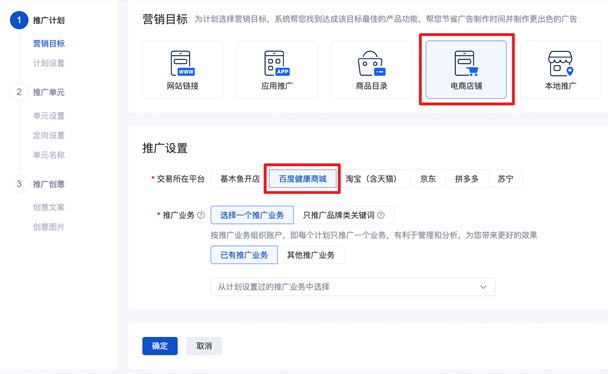 1 推广计划
营销目标
计划设置
2 推广单元
单元设置
定向设置
单元名称
3 推广创意
创意文案
创意图片
营销目标 为计划选择营销目标，系统帮您找到达成该目标最佳的产品功能，帮您节省广告制作时间并制作更出色的广告
WWW
网站链接
APP
应用推广
商品目录
电商店铺
本地推广
推广设置
* 交易所在平台 基木鱼开店 百度健康商城 淘宝（含天猫） 京东 拼多多 苏宁
* 推广业务 ? 选择一个推广业务 只推广品牌类关键词 ?
按推广业务组织账户，即每个计划只推广一个业务，有利于管理和分析，为您带来更好的效果
已有推广业务 其他推广业务
从计划设置过的推广业务中选择
确定 取消